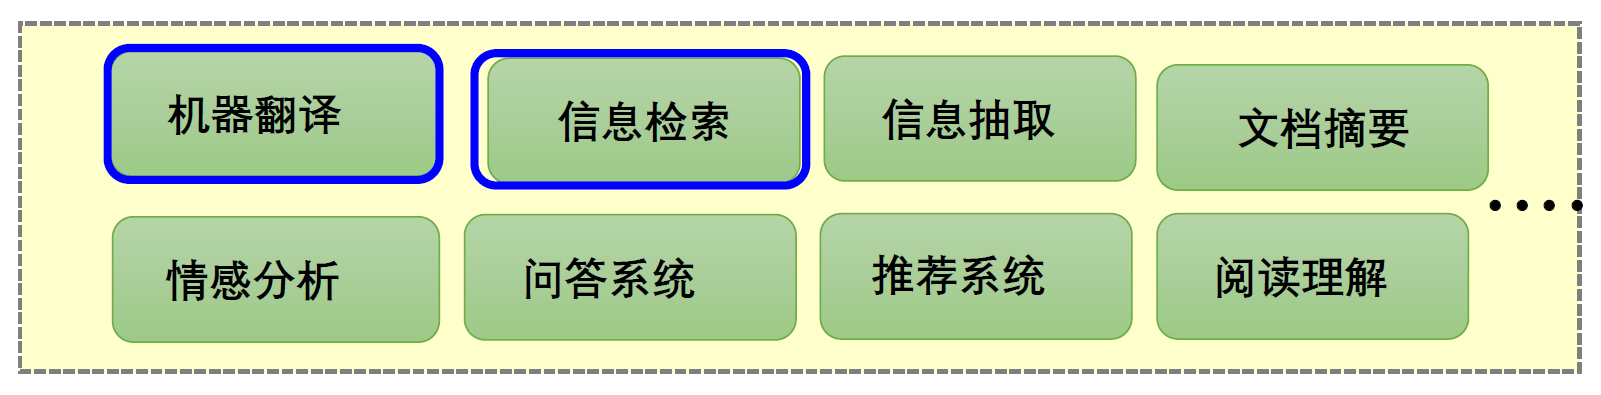 机器翻译
信息检索
信息抽取
文档摘要
情感分析
问答系统
推荐系统
阅读理解